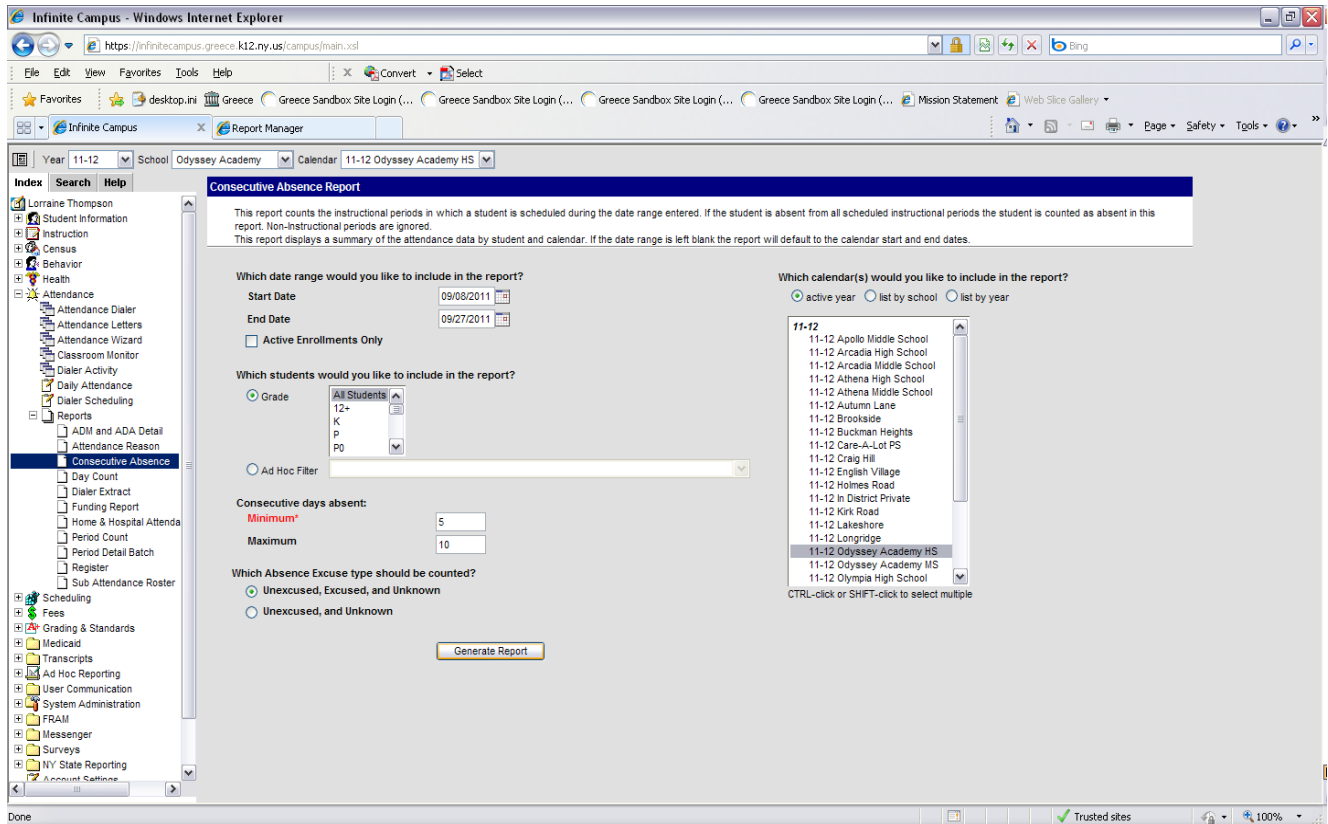 Infinite Campus - Windows Internet Explorer
https://infinitecampus.greece.k12.ny.us/campus/main.xsl
Bing
File Edit View Favorites Tools Help
Convert Select
Favorites desktop.ini Greece Greece Sandbox Site Login (... Greece Sandbox Site Login (... Greece Sandbox Site Login (... Greece Sandbox Site Login (... Mission Statement Web Slice Gallery
Infinite Campus Report Manager
Page Safety Tools
Year 11-12 School Odyssey Academy Calendar 11-12 Odyssey Academy HS
Index Search Help
Lorraine Thompson
Student Information
Instruction
Census
Behavior
Health
Attendance
Attendance Dialer
Attendance Letters
Attendance Wizard
Classroom Monitor
Dialer Activity
Daily Attendance
Dialer Scheduling
Reports
ADM and ADA Detail
Attendance Reason
Consecutive Absence
Day Count
Dialer Extract
Funding Report
Home & Hospital Attenda
Period Count
Period Detail Batch
Register
Sub Attendance Roster
Scheduling
Fees
Grading & Standards
Medicaid
Transcripts
Ad Hoc Reporting
User Communication
System Administration
FRAM
Messenger
Surveys
NY State Reporting
Account Settings
Consecutive Absence Report
This report counts the instructional periods in which a student is scheduled during the date range entered. If the student is absent from all scheduled instructional periods the student is counted as absent in this
report. Non-Instructional periods are ignored.
This report displays a summary of the attendance data by student and calendar. If the date range is left blank the report will default to the calendar start and end dates.
Which date range would you like to include in the report?
Start Date 09/08/2011
End Date 09/27/2011
Active Enrollments Only
Which students would you like to include in the report?
Grade
All Students
12+
K
P
P0
Ad Hoc Filter
Consecutive days absent:
Minimum* 5
Maximum 10
Which Absence Excuse type should be counted?
Unexcused, Excused, and Unknown
Unexcused, and Unknown
Generate Report
Which calendar(s) would you like to include in the report?
active year list by school list by year
11-12
11-12 Apollo Middle School
11-12 Arcadia High School
11-12 Arcadia Middle School
11-12 Athena High School
11-12 Athena Middle School
11-12 Autumn Lane
11-12 Brookside
11-12 Buckman Heights
11-12 Care-A-Lot PS
11-12 Craig Hill
11-12 English Village
11-12 Holmes Road
11-12 In District Private
11-12 Kirk Road
11-12 Lakeshore
11-12 Longridge
11-12 Odyssey Academy HS
11-12 Odyssey Academy MS
11-12 Olympia High School
CTRL-click or SHIFT-click to select multiple
Done
Trusted sites
100%